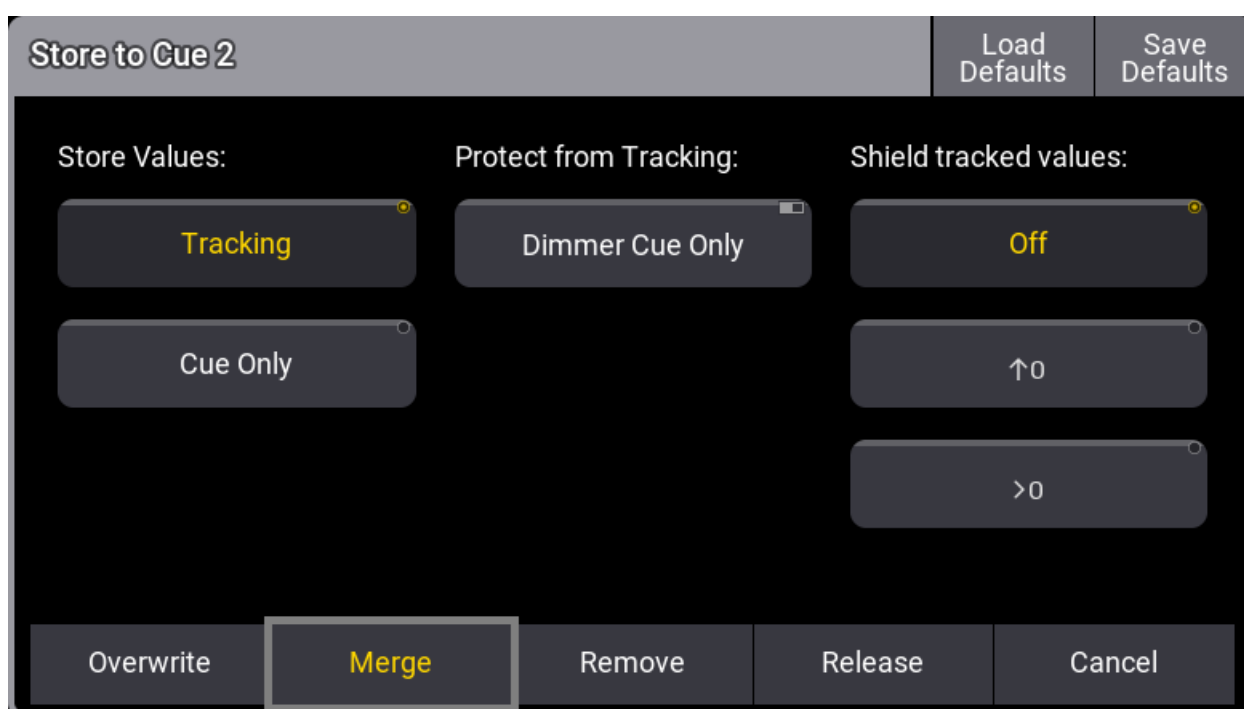 Store to Cue 2
Load
Defaults
Save
Defaults
Store Values:
Protect from Tracking:
Shield tracked values:
Tracking
Dimmer Cue Only
Off
Cue Only
↑0
>0
Overwrite
Merge
Remove
Release
Cancel